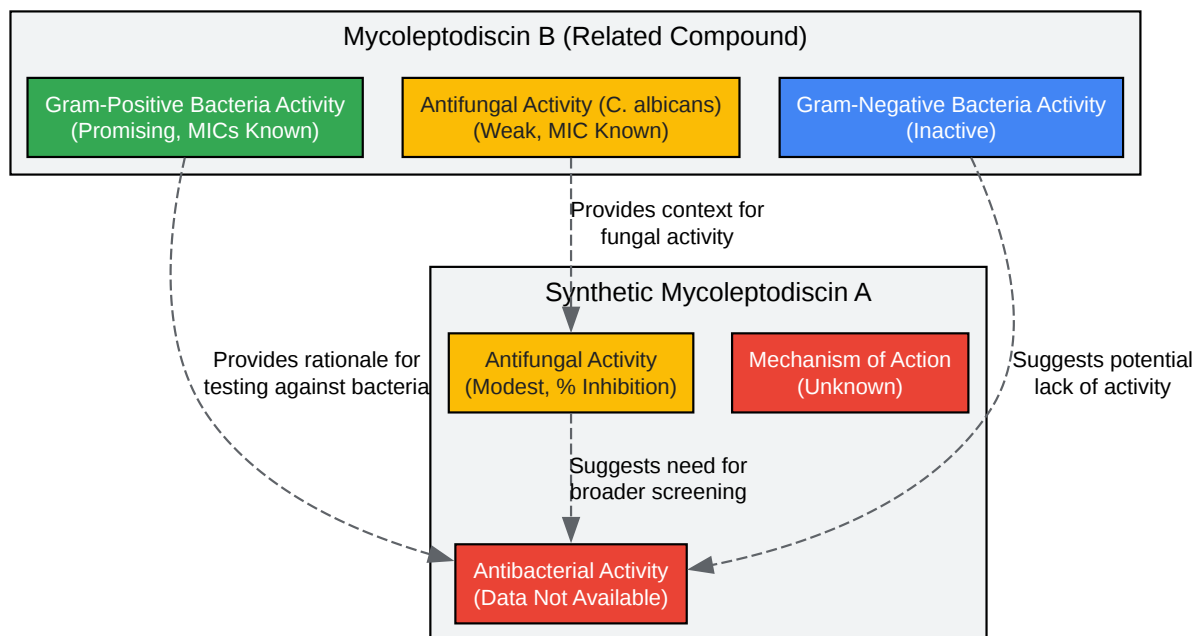 Mycoleptodiscin B (Related Compound)
Gram-Positive Bacteria Activity
(Promising, MICs Known)
Antifungal Activity (C. albicans)
(Weak, MIC Known)
Gram-Negative Bacteria Activity
(Inactive)
Provides context for
fungal activity
Synthetic Mycoleptodiscin A
Provides rationale for
testing against bacteria
Antifungal Activity
(Modest, % Inhibition)
Mechanism of Action
(Unknown)
Suggests potential
lack of activity
Suggests need for
broader screening
Antibacterial Activity
(Data Not Available)